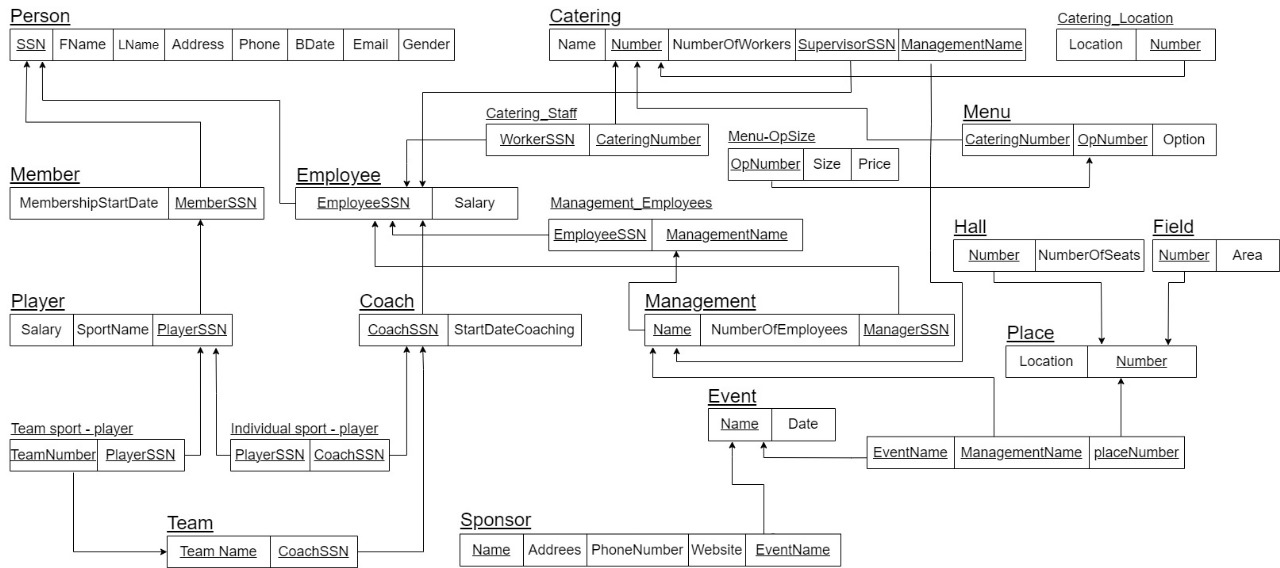 Person
SSN FName LName Address Phone BDate Email Gender
Catering
Name Number NumberOfWorkers SupervisorSSN ManagementName
Catering_Location
Location Number
Catering_Staff
WorkerSSN CateringNumber
Menu-OpSize
OpNumber Size Price
Menu
CateringNumber OpNumber Option
Member
MembershipStartDate MemberSSN
Employee
EmployeeSSN Salary
Management_Employees
EmployeeSSN ManagementName
Hall
Number NumberOfSeats
Field
Number Area
Player
Salary SportName PlayerSSN
Coach
CoachSSN StartDateCoaching
Management
Name NumberOfEmployees ManagerSSN
Place
Location Number
Event
Name Date
Team sport - player
TeamNumber PlayerSSN
Individual sport - player
PlayerSSN CoachSSN
EventName ManagementName placeNumber
Team
Team Name CoachSSN
Sponsor
Name Addrees PhoneNumber Website EventName